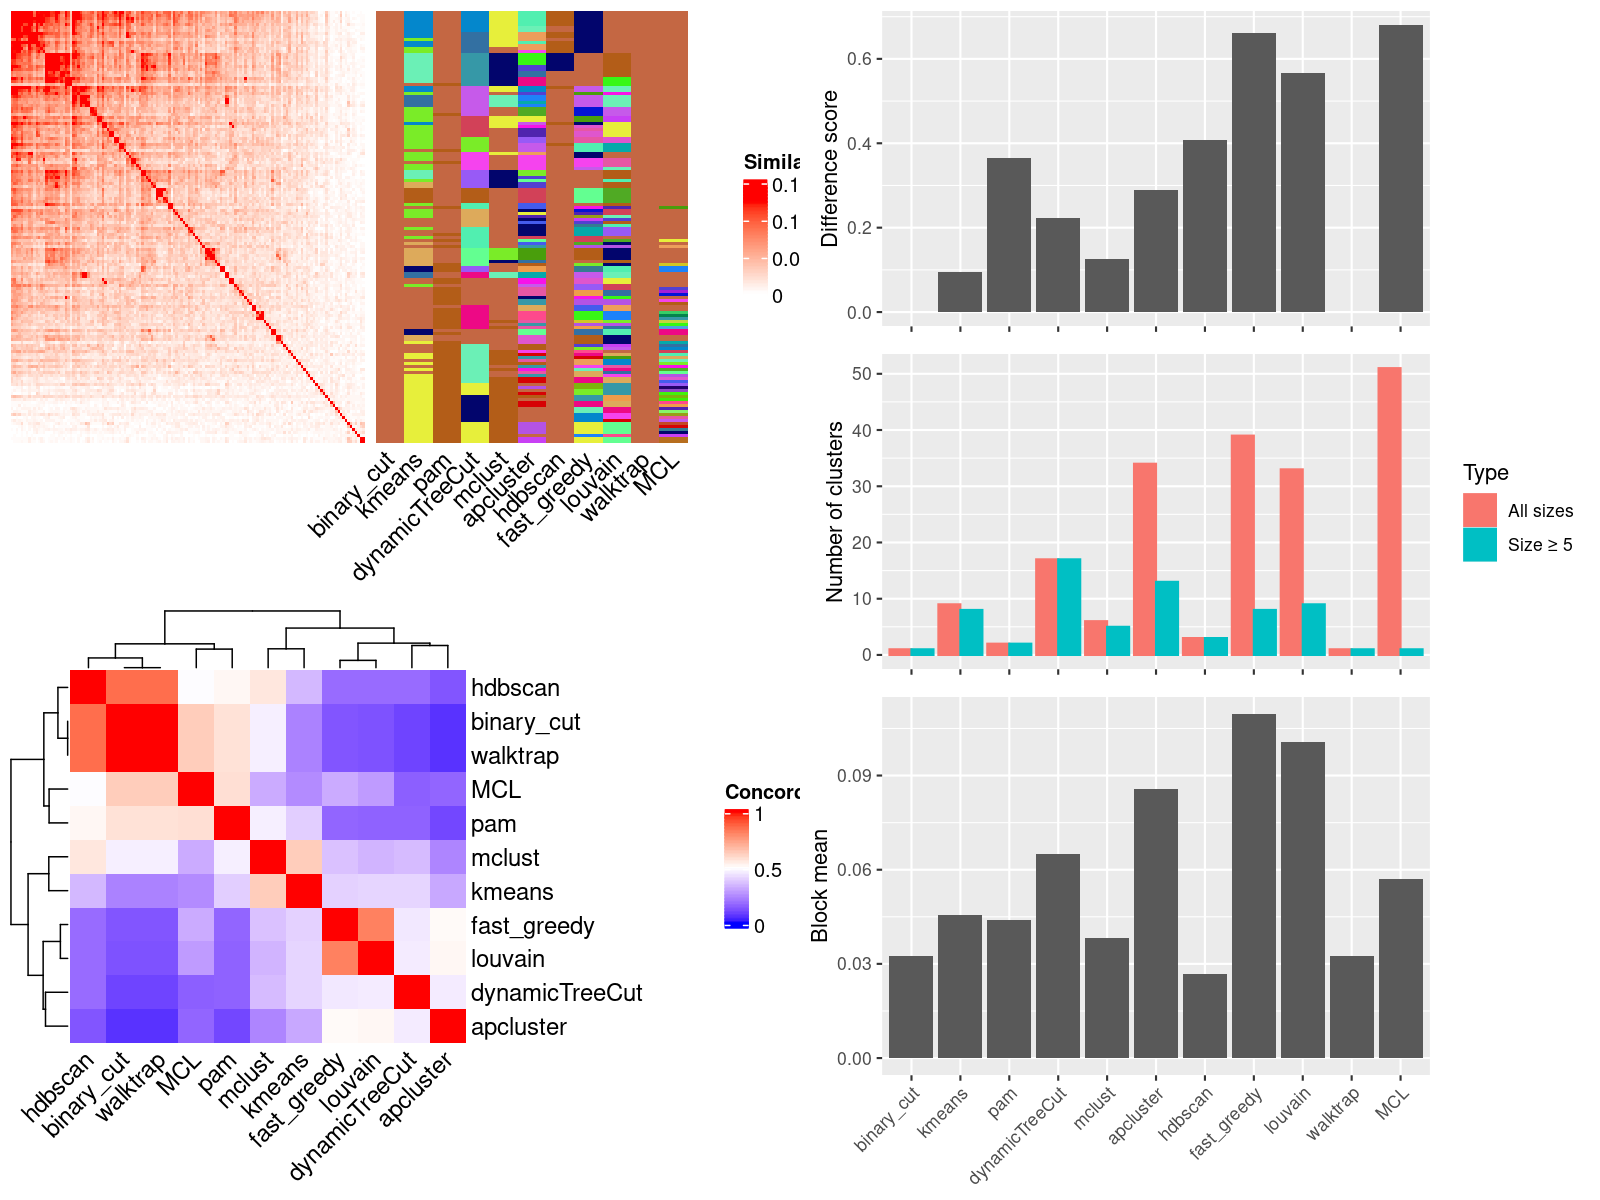 Simila
0.1
0.1
0.0
0
binary_cut
kmeans
pam
dynamicTreeCut
mclust
apcluster
hdbscan
fast_greedy
louvain
walktrap
MCL
hdbscan
binary_cut
walktrap
MCL
pam
mclust
kmeans
fast_greedy
louvain
dynamicTreeCut
apcluster
hdbscan
binary_cut
walktrap
MCL
pam
mclust
kmeans
fast_greedy
louvain
dynamicTreeCut
apcluster
Concord
1
0.5
0
Difference score
0.6
0.4
0.2
0.0
Number of clusters
50
40
30
20
10
0
Type
All sizes
Size ≥ 5
Block mean
0.09
0.06
0.03
0.00
binary_cut
kmeans
pam
dynamicTreeCut
mclust
apcluster
hdbscan
fast_greedy
louvain
walktrap
MCL